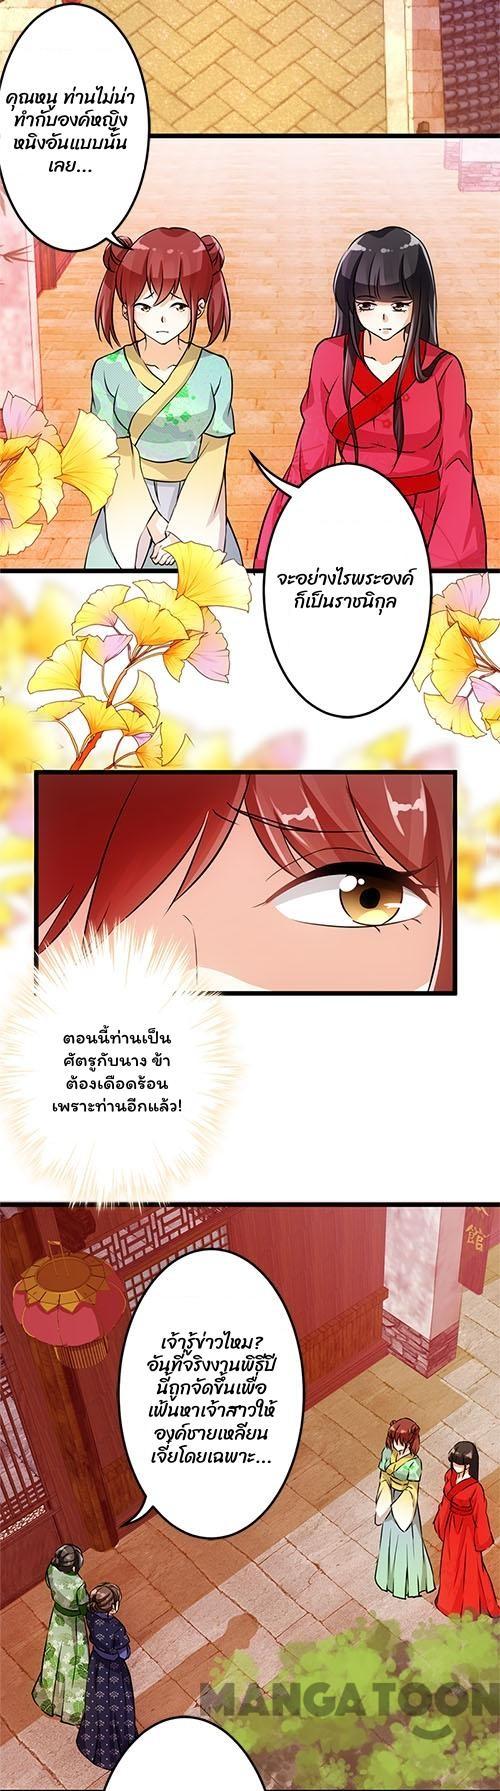 คุณหนู ท่านไม่น่า
ทำกับองค์หญิง
หนิงอันแบบนั้น
เลย...
จะอย่างไรพระองค์
ก็เป็นราชนิกุล
ตอนนี้ท่านเป็น
ศัตรูกับนาง ข้า
ต้องเดือดร้อน
เพราะท่านอีกแล้ว!
館
เจ้ารู้ข่าวไหม?
อันที่จริงงานพิธีปี
นี้ถูกจัดขึ้นเพื่อ
เฟ้นหาเจ้าสาวให้
องค์ชายเหลียน
เจี๋ยโดยเฉพาะ...
MANGATOON